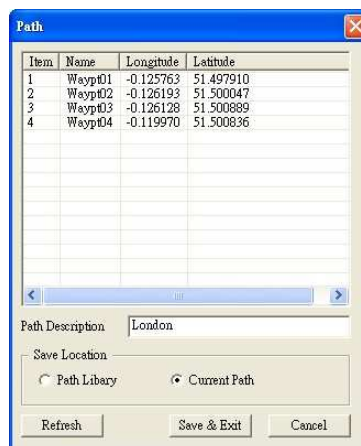 Path
Item Name Longitude Latitude
1 Waypt01 -0.125763 51.497910
2 Waypt02 -0.126193 51.500047
3 Waypt03 -0.126128 51.500889
4 Waypt04 -0.119970 51.500836
Path Description London
Save Location
Path Libary Current Path
Refresh Save & Exit Cancel